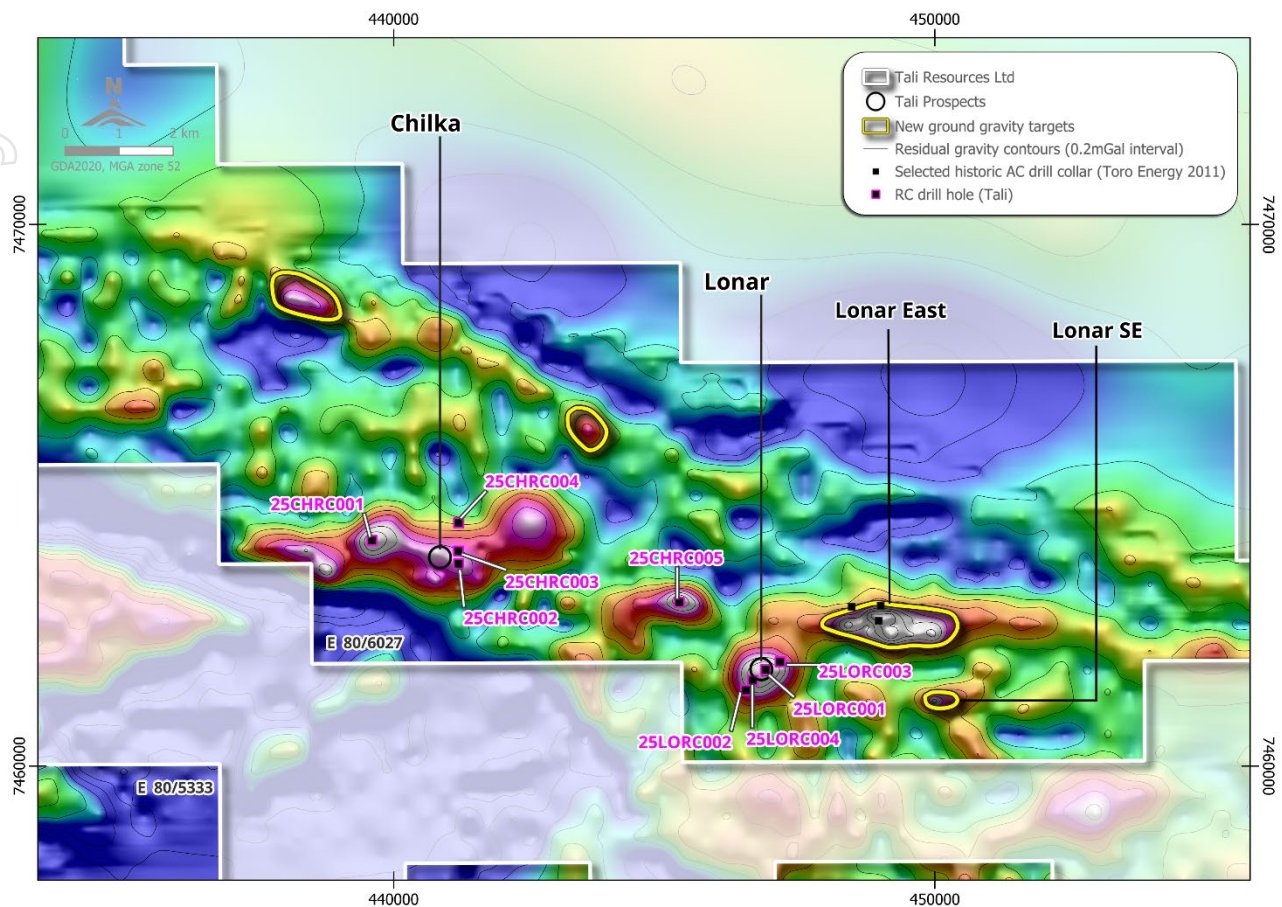 440000
450000
N
0 1 2 km
GDA2020, MGA zone 52
Tali Resources Ltd
Tali Prospects
New ground gravity targets
Residual gravity contours (0.2mGal interval)
Selected historic AC drill collar (Toro Energy 2011)
RC drill hole (Tali)
Chilka
7470000
7470000
Lonar
Lonar East
Lonar SE
25CHRC004
25CHRC001
25CHRC005
25CHRC003
25CHRC002
E 80/6027
25LORC003
25LORC001
25LORC002
25LORC004
7460000
7460000
E 80/5333
440000
450000